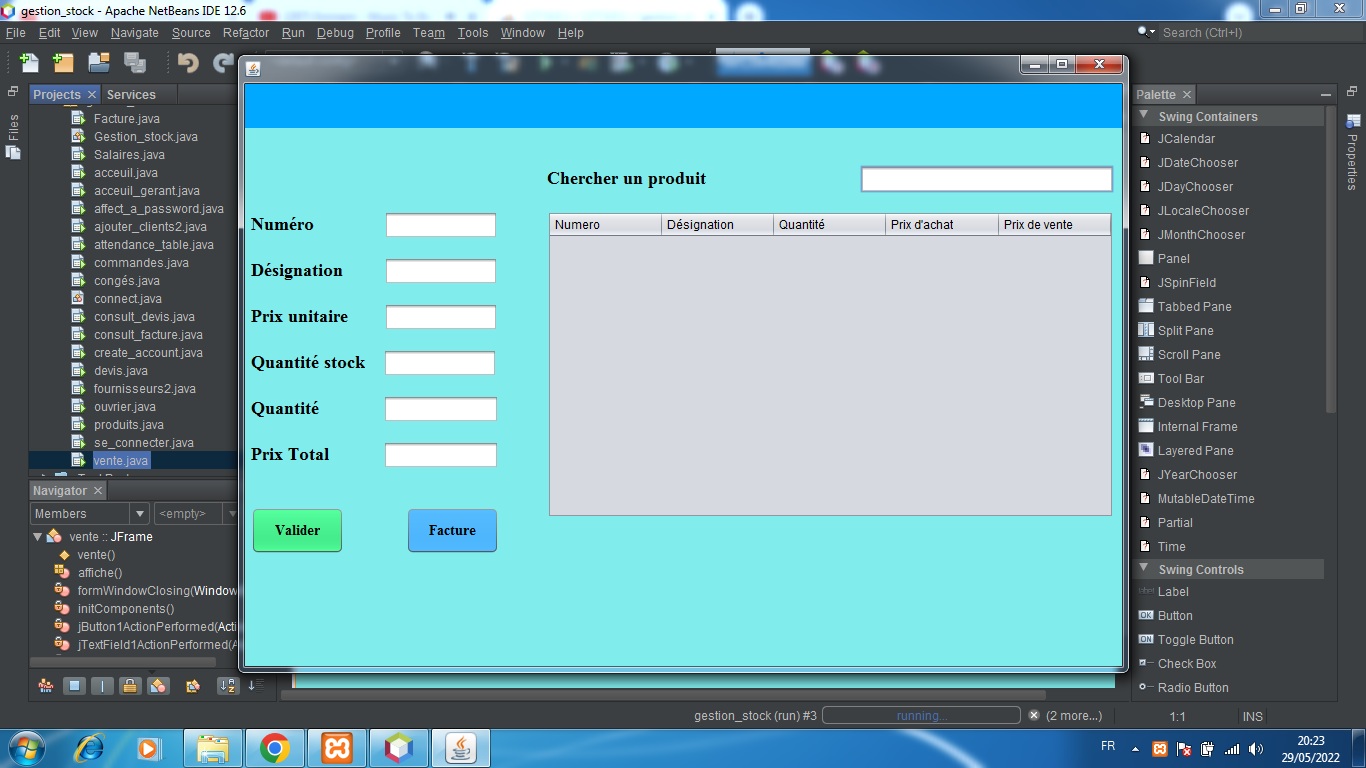 gestion_stock - Apache NetBeans IDE 12.6
File Edit View Navigate Source Refactor Run Debug Profile Team Tools Window Help
Search (Ctrl+I)
Files
Projects
Services
Facture.java
Gestion_stock.java
Salaires.java
acceuil.java
acceuil_gerant.java
affect_a_password.java
ajouter_clients2.java
attendance_table.java
commandes.java
congés.java
connect.java
consult_devis.java
consult_facture.java
create_account.java
devis.java
fournisseurs2.java
ouvrier.java
produits.java
se_connecter.java
vente.java
Navigator
Members
<empty>
vente :: JFrame
vente()
affiche()
formWindowClosing(Window
initComponents()
jButton1ActionPerformed(Acti
jTextField1ActionPerformed(A
Chercher un produit
Numéro
Désignation
Prix unitaire
Quantité stock
Quantité
Prix Total
Valider
Facture
Numero Désignation Quantité Prix d'achat Prix de vente
Palette
Swing Containers
JCalendar
JDateChooser
JDayChooser
JLocaleChooser
JMonthChooser
Panel
JSpinField
Tabbed Pane
Split Pane
Scroll Pane
Tool Bar
Desktop Pane
Internal Frame
Layered Pane
JYearChooser
MutableDateTime
Partial
Time
Swing Controls
Label
Button
Toggle Button
Check Box
Radio Button
Properties
gestion_stock (run) #3
running...
(2 more...)
1:1
INS
FR
20:23
29/05/2022